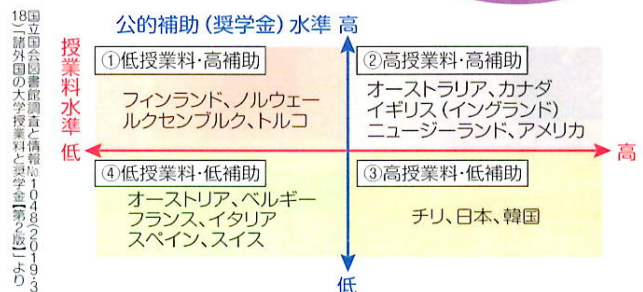 公的補助(奨学金)水準 高
授業料水準
低
高
低
①低授業料・高補助
フィンランド、ノルウェー
ルクセンブルク、トルコ
②高授業料・高補助
オーストラリア、カナダ
イギリス(イングランド)
ニュージーランド、アメリカ
④低授業料・低補助
オーストリア、ベルギー
フランス、イタリア
スペイン、スイス
③高授業料・低補助
チリ、日本、韓国
国立国会図書館調査と情報No.1048(2019・3・
18)「諸外国の大学授業料と奨学金【第2版】」より